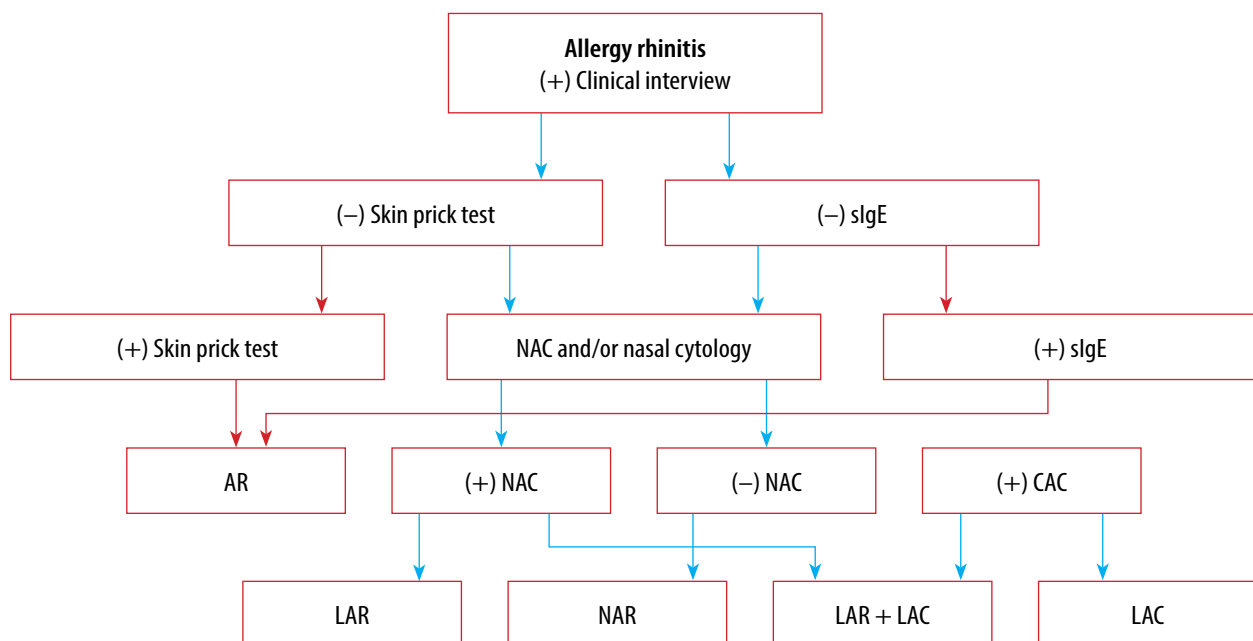 Allergy rhinitis
(+) Clinical interview
(−) Skin prick test
(−) sIgE
(+) Skin prick test
NAC and/or nasal cytology
(+) sIgE
AR
(+) NAC
(−) NAC
(+) CAC
LAR
NAR
LAR + LAC
LAC